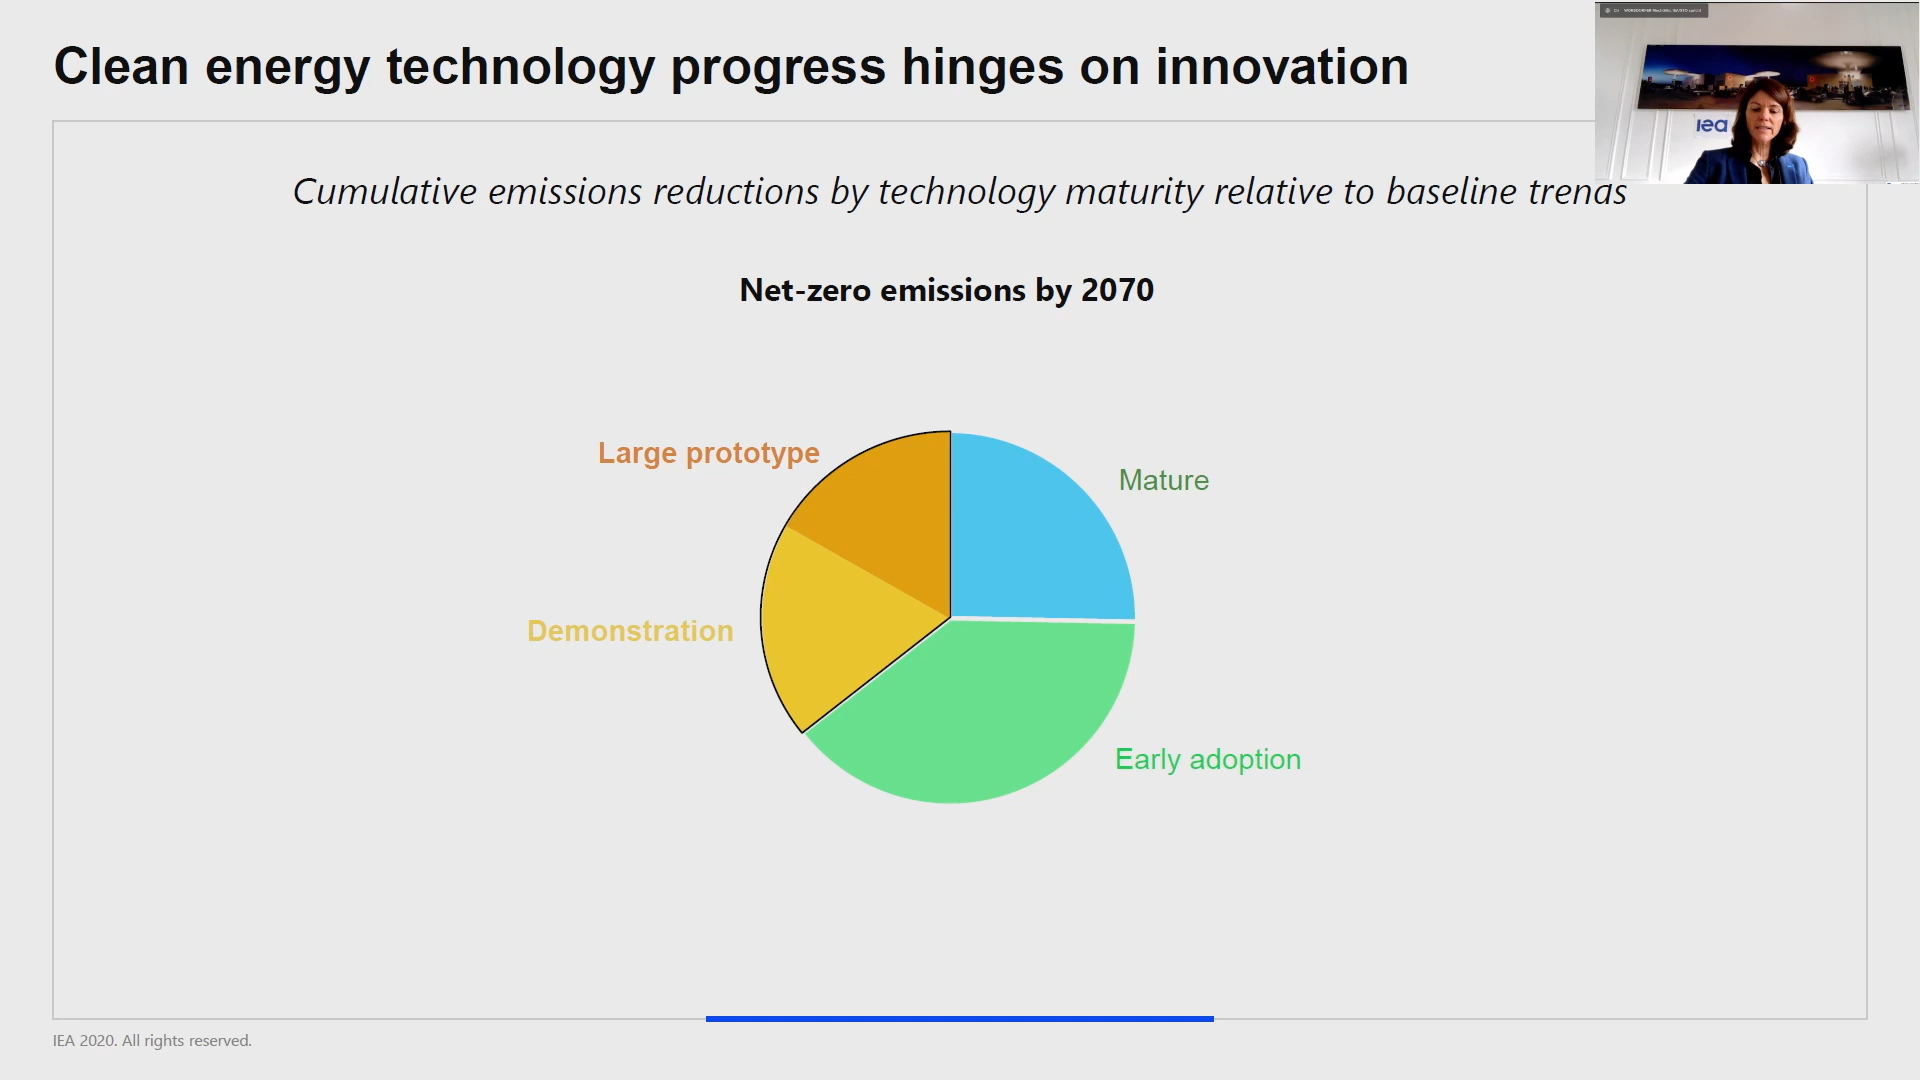 Clean energy technology progress hinges on innovation
iea
Cumulative emissions reductions by technology maturity relative to baseline trends
Net-zero emissions by 2070
Large prototype
Mature
Demonstration
Early adoption
IEA 2020. All rights reserved.